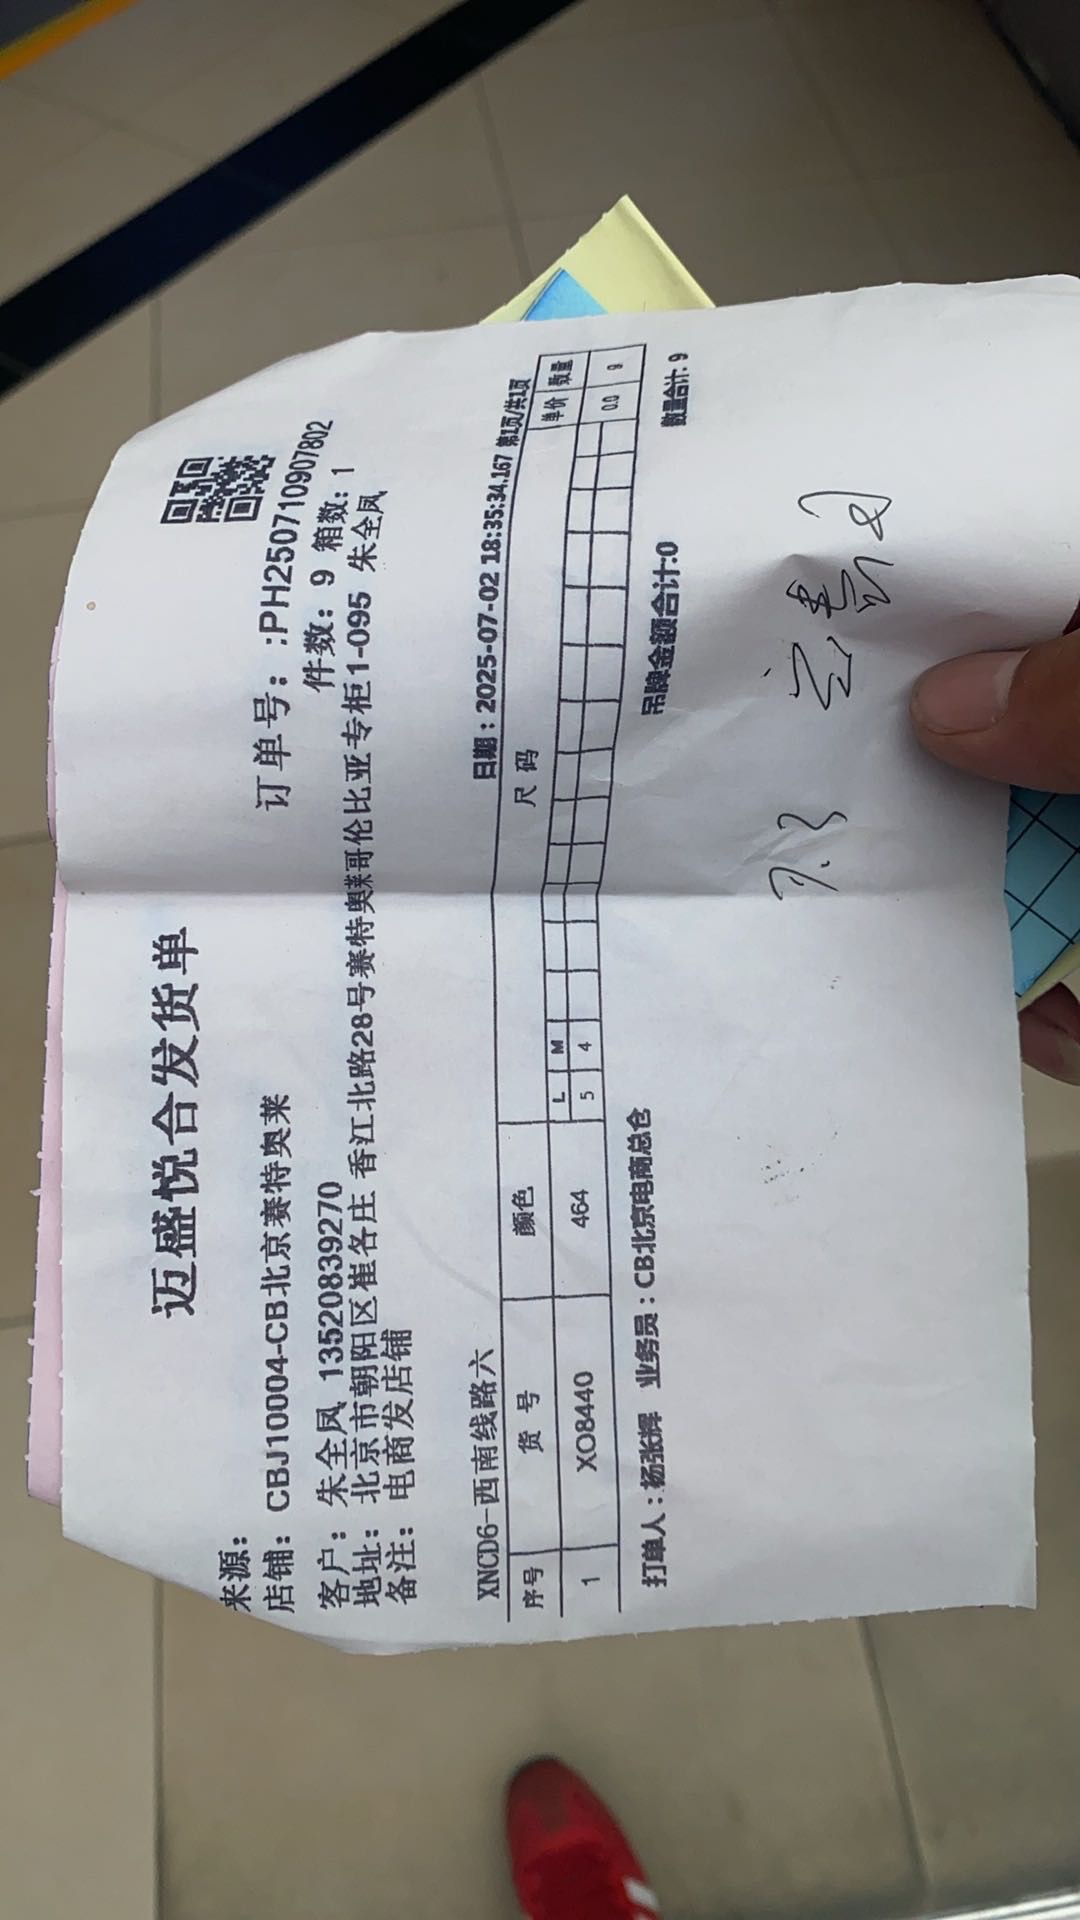 迈盛悦合发货单
来源：
订单号：:PH250710907802
店铺：CBJ10004-CB北京赛特奥莱
件数：9 箱数：1
客户：朱全凤 13520839270
地址：北京市朝阳区崔各庄 香江北路28号赛特奥莱哥伦比亚专柜1-095 朱全凤
备注：电商发店铺
XNCD6-西南线路六 日期：2025-07-02 18:35:34.167 第1页/共1页
序号 货号 颜色 尺码 单价 数量
L M
1 XO8440 464 5 4 0.0 9
打单人：杨张辉 业务员：CB北京电商总仓 吊牌金额合计:0 数量合计: 9
7.3